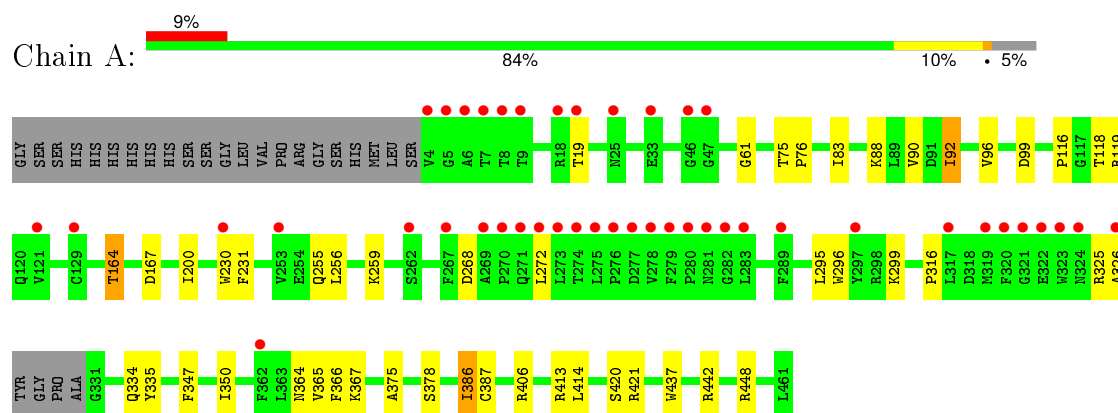 9%
Chain A:
84% 10% • 5%
GLY SER SER HIS HIS HIS HIS HIS HIS SER SER GLY LEU VAL PRO ARG GLY SER HIS MET LEU SER V4 G5 A6 T7 T8 T9 R18 T19 N25 E33 G46 G47 G61 T75 P76 I83 K88 L89 V90 D91 I92 V96 D99 P116 G117 T118
Q120 V121 C129 T164 D167 I200 W230 F231 V253 E254 Q255 L256 K259 S262 F267 D268 A269 P270 Q271 L272 L273 T274 L275 P276 D277 V278 F279 P280 N281 G282 L283 F289 L295 W296 Y297 R298 K299 P316 L317 D318 M319 F320 G321 E322 W323 N324 R325 A326
TYR GLY PRO ALA G331 Q334 Y335 F347 I350 F362 L363 N364 V365 F366 K367 A375 S378 I386 C387 R406 R413 L414 S420 R421 W437 R442 R448 L461